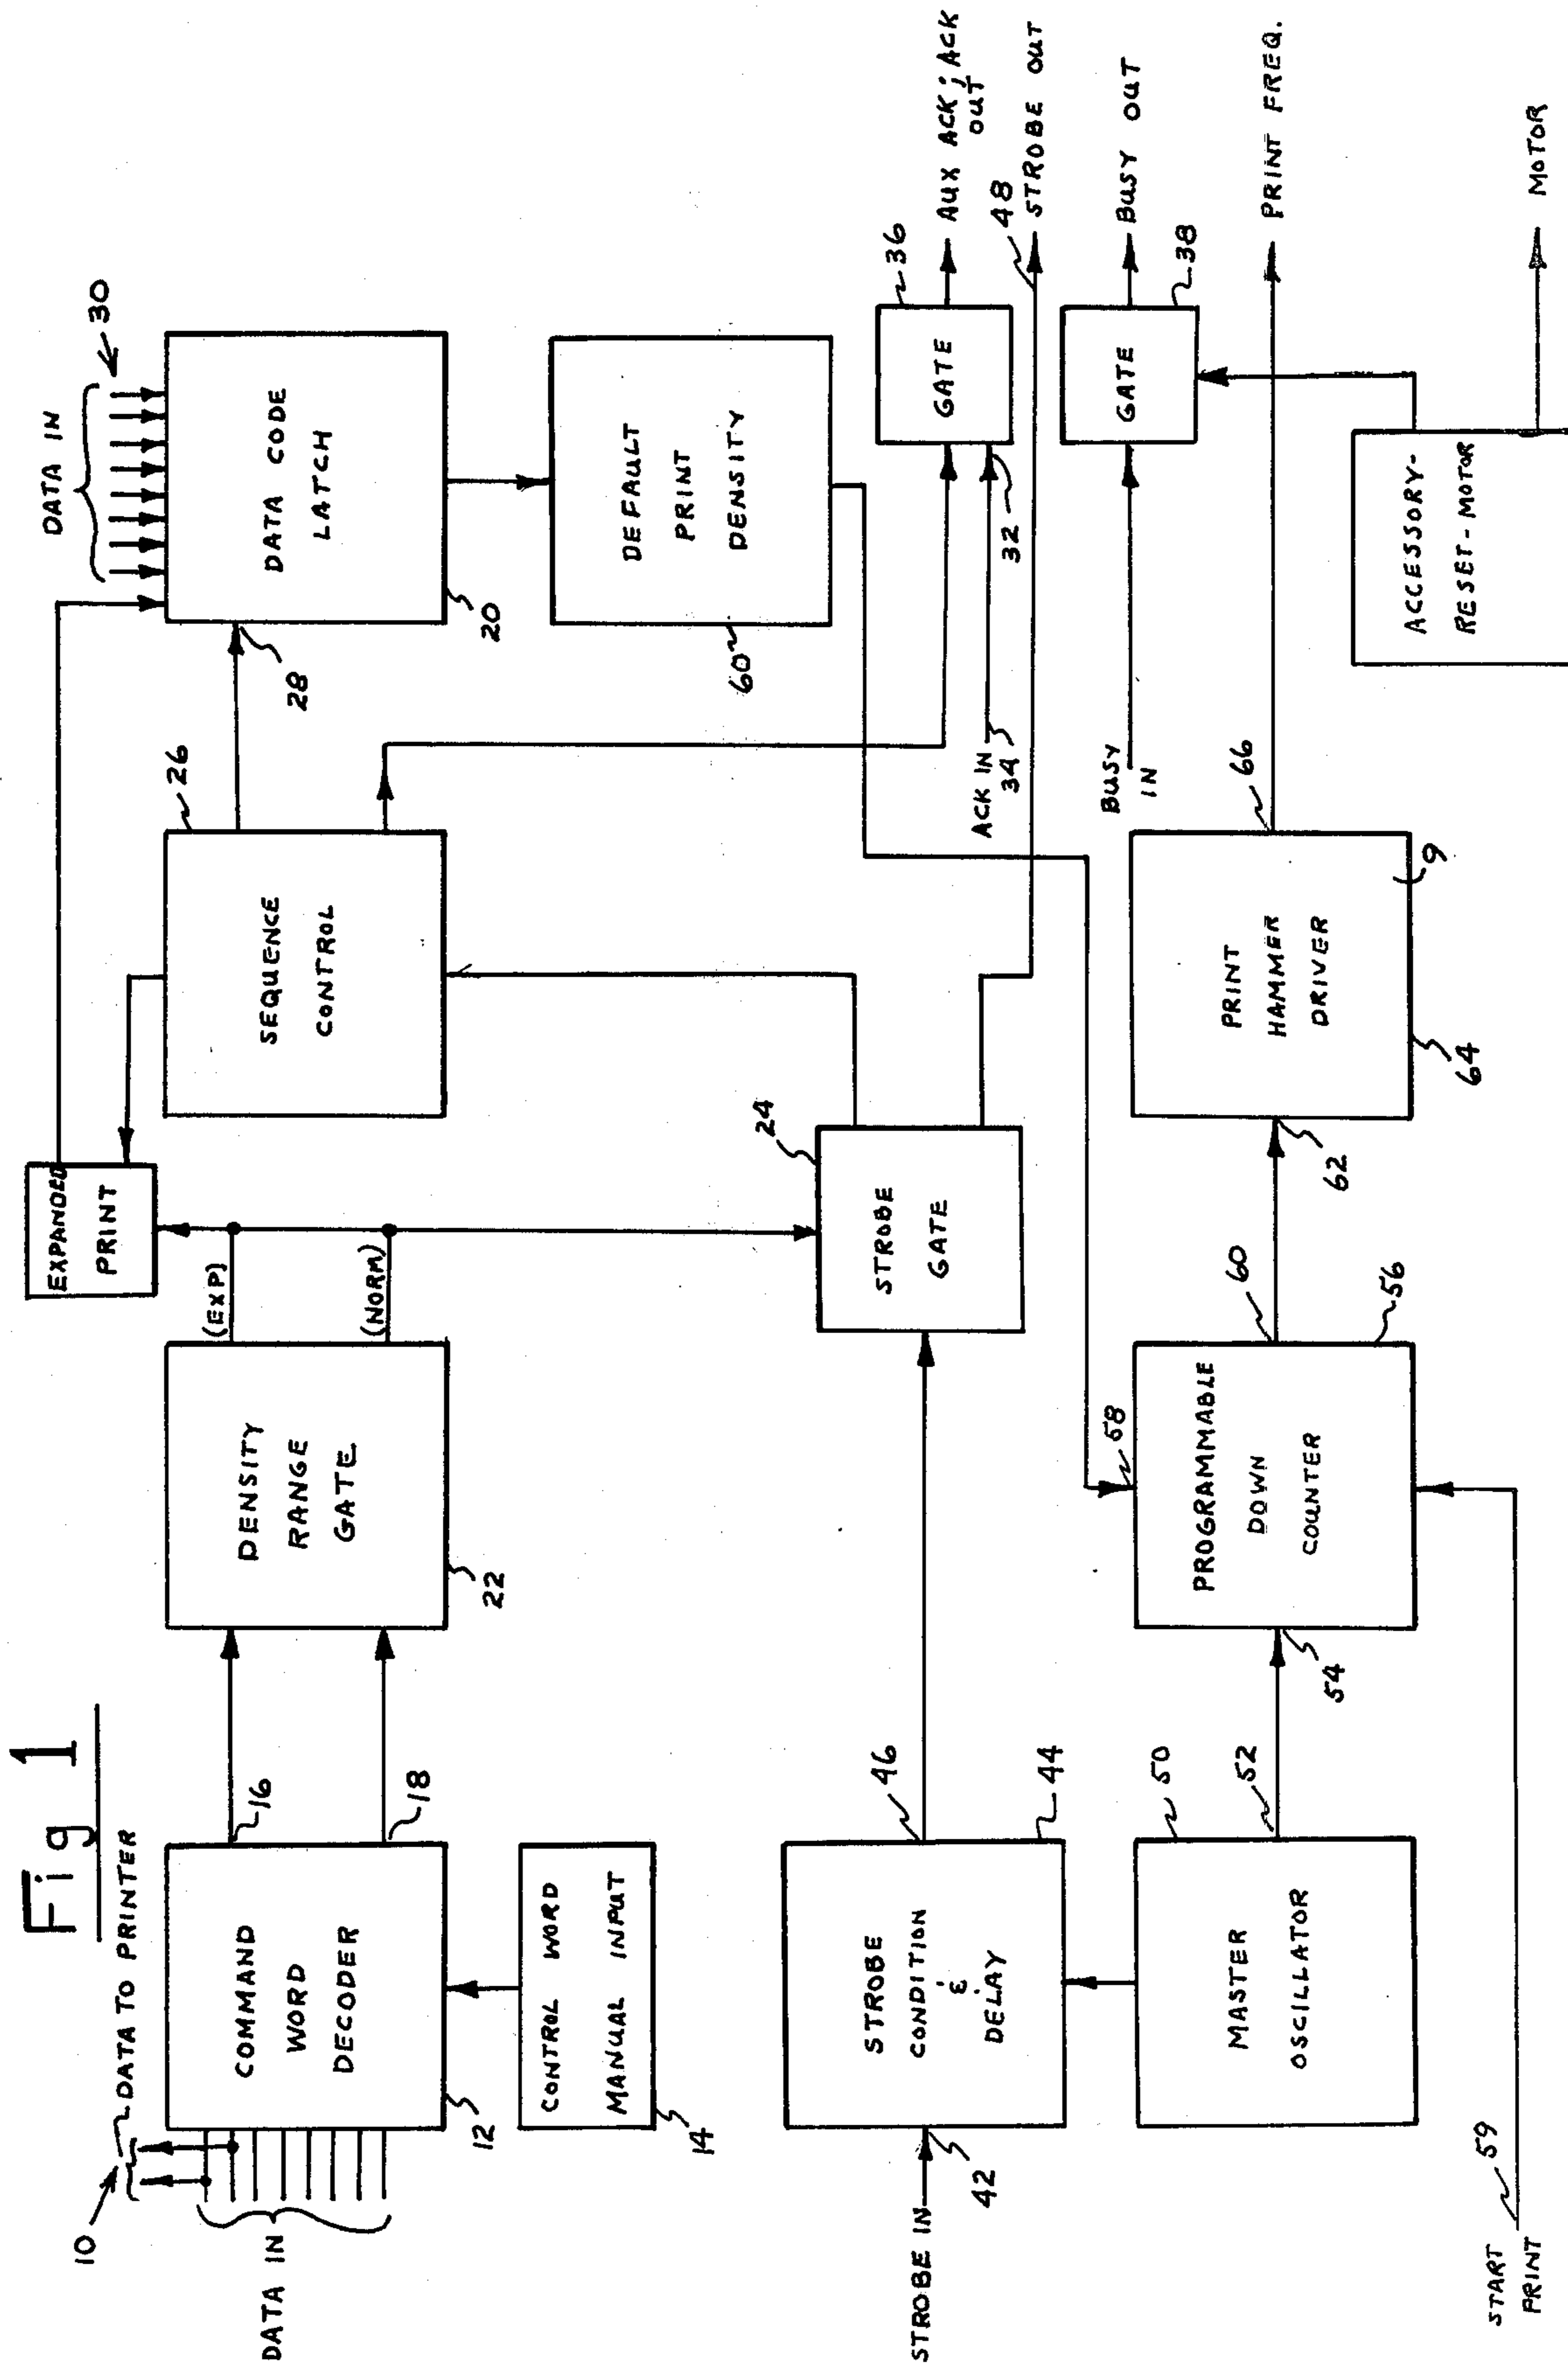 Fig 1
10
DATA TO PRINTER
DATA IN
COMMAND
WORD
DECODER
12
16
18
CONTROL WORD
MANUAL INPUT
14
DENSITY
RANGE
GATE
22
(EXP)
(NORM)
EXPANDED
PRINT
SEQUENCE
CONTROL
26
28
DATA IN
30
DATA CODE
LATCH
20
DEFAULT
PRINT
DENSITY
60
STROBE IN
42
STROBE
CONDITION
&
DELAY
44
46
STROBE
GATE
24
ACK IN
34
32
GATE
36
AUX ACK; ACK
OUT
48
STROBE OUT
BUSY
IN
GATE
38
BUSY OUT
MASTER
OSCILLATOR
50
52
54
PROGRAMMABLE
DOWN
COUNTER
56
58
60
62
PRINT
HAMMER
DRIVER
64
9
66
PRINT FREQ.
START
PRINT
59
ACCESSORY-
RESET-MOTOR
MOTOR